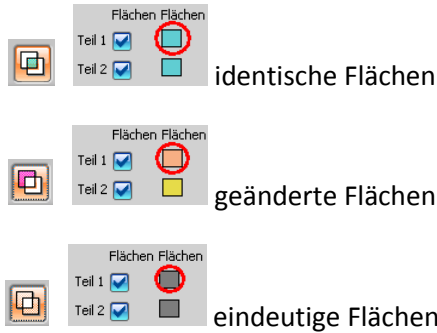 Flächen Flächen
Teil 1
Teil 2
identische Flächen
Flächen Flächen
Teil 1
Teil 2
geänderte Flächen
Flächen Flächen
Teil 1
Teil 2
eindeutige Flächen